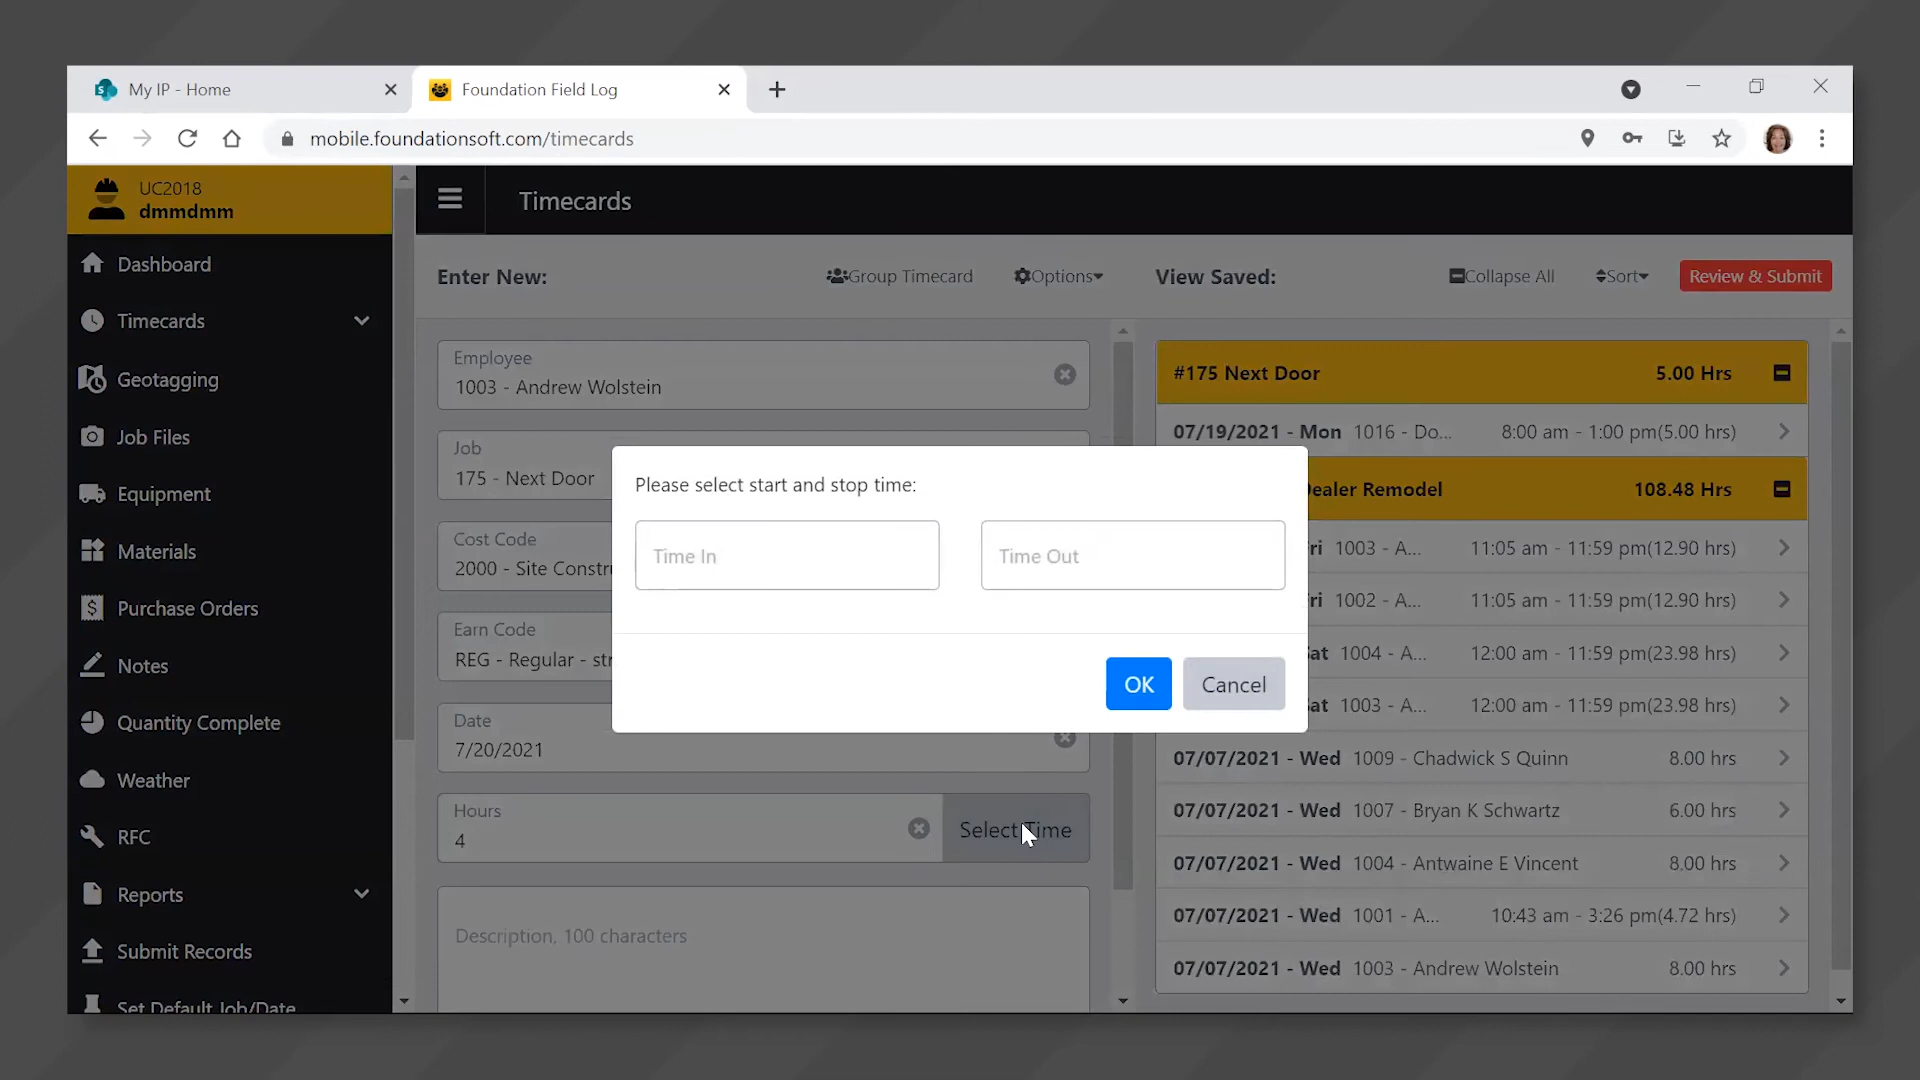 My IP - Home
Foundation Field Log
mobile.foundationsoft.com/timecards
UC2018
dmmdmm
Dashboard
Timecards
Geotagging
Job Files
Equipment
Materials
Purchase Orders
Notes
Quantity Complete
Weather
RFC
Reports
Submit Records
Set Default Job/Date
Timecards
Enter New:
Group Timecard
Options
View Saved:
Collapse All
Sort
Review & Submit
Employee
1003 - Andrew Wolstein
Job
175 - Next Door
Cost Code
2000 - Site Constru
Earn Code
REG - Regular - str
Date
7/20/2021
Hours
4
Select Time
Description, 100 characters
Please select start and stop time:
Time In
Time Out
OK
Cancel
#175 Next Door 5.00 Hrs
07/19/2021 - Mon 1016 - Do... 8:00 am - 1:00 pm(5.00 hrs)
Dealer Remodel 108.48 Hrs
ri 1003 - A... 11:05 am - 11:59 pm(12.90 hrs)
ri 1002 - A... 11:05 am - 11:59 pm(12.90 hrs)
at 1004 - A... 12:00 am - 11:59 pm(23.98 hrs)
at 1003 - A... 12:00 am - 11:59 pm(23.98 hrs)
07/07/2021 - Wed 1009 - Chadwick S Quinn 8.00 hrs
07/07/2021 - Wed 1007 - Bryan K Schwartz 6.00 hrs
07/07/2021 - Wed 1004 - Antwaine E Vincent 8.00 hrs
07/07/2021 - Wed 1001 - A... 10:43 am - 3:26 pm(4.72 hrs)
07/07/2021 - Wed 1003 - Andrew Wolstein 8.00 hrs